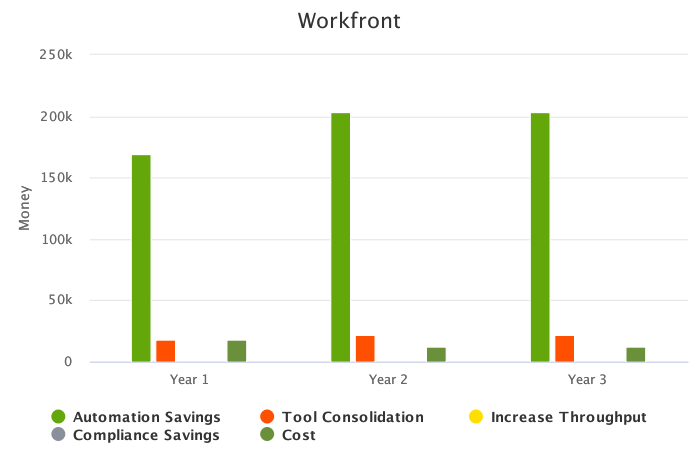 Workfront
250k
200k
150k
100k
50k
0
Money
Year 1
Year 2
Year 3
Automation Savings
Tool Consolidation
Increase Throughput
Compliance Savings
Cost